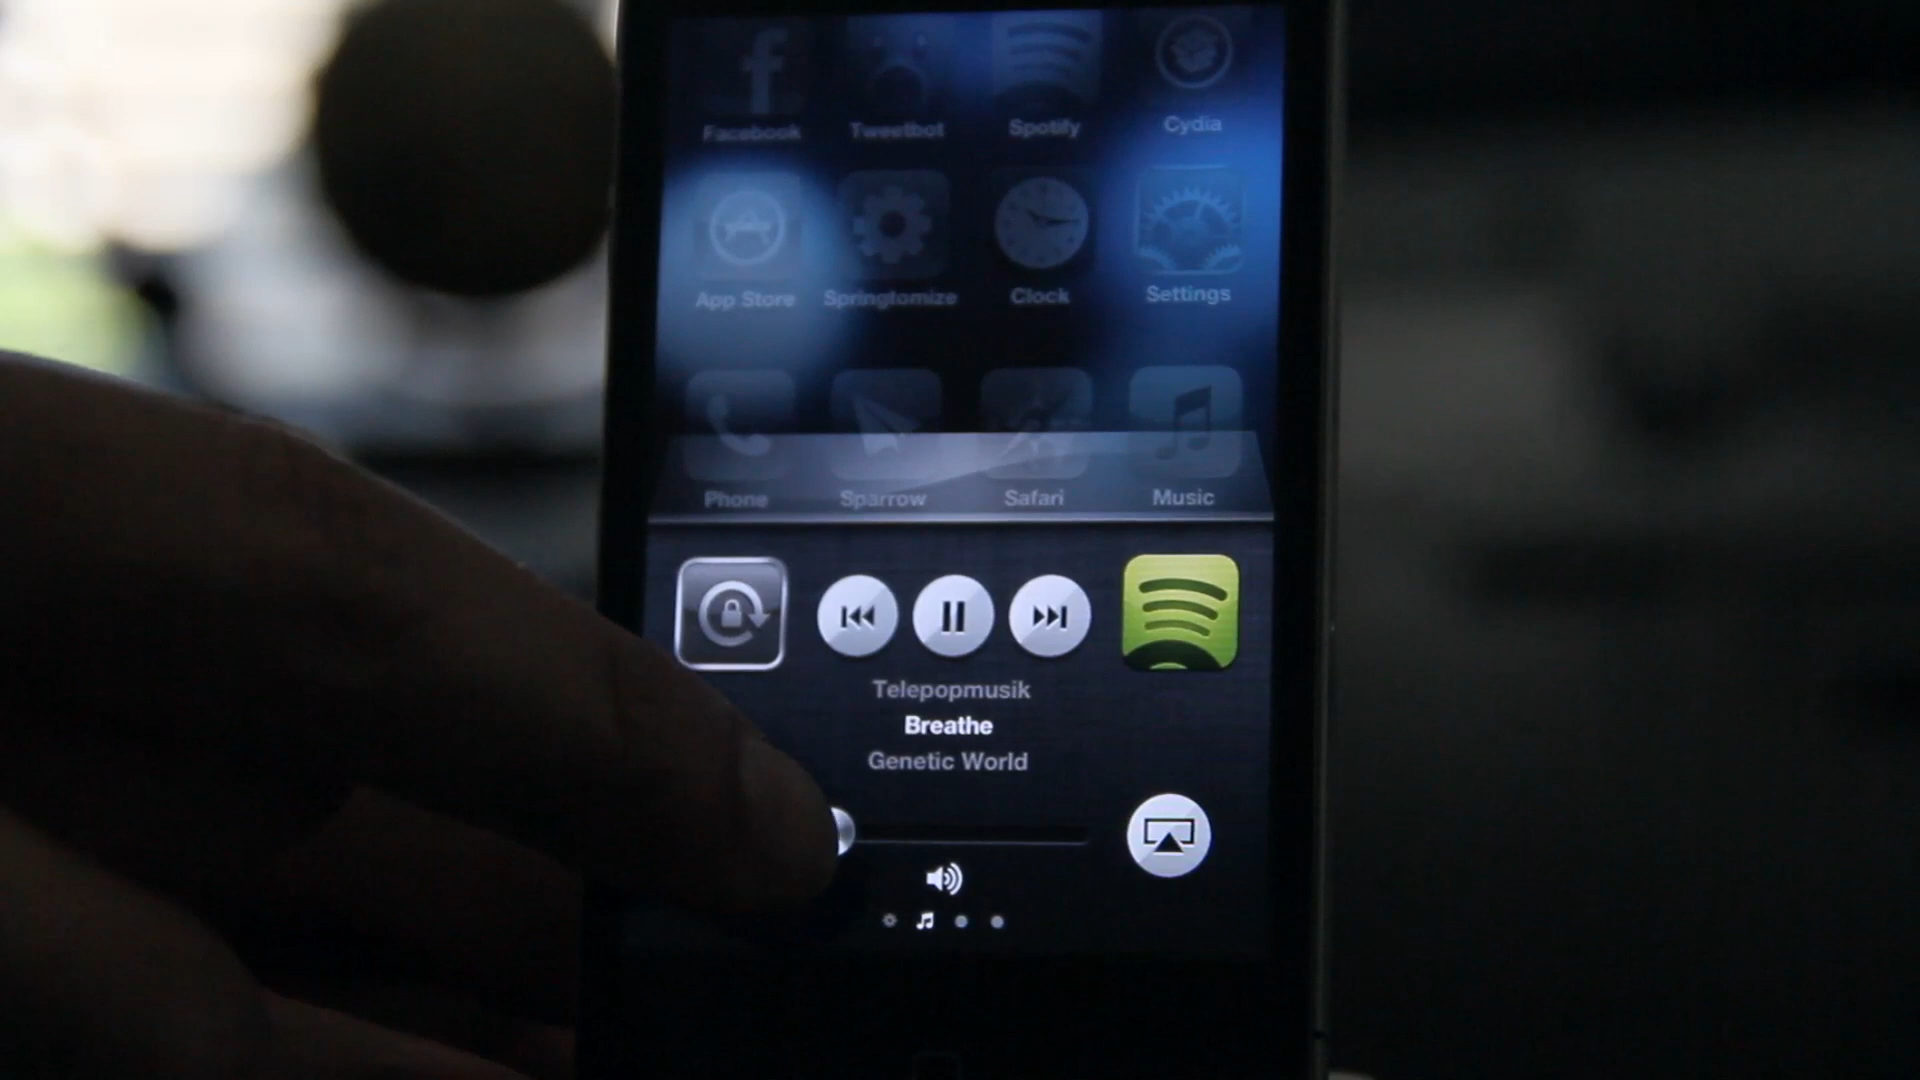 Facebook Tweetbot Spotify Cydia
App Store Springtomize Clock Settings
Phone Sparrow Safari Music
Telepopmusik
Breathe
Genetic World